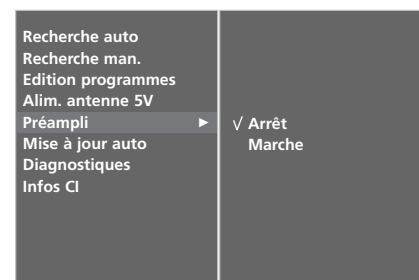 Recherche auto
Recherche man.
Edition programmes
Alim. antenne 5V
Préampli ►
Mise à jour auto
Diagnostiques
Infos CI
√ Arrêt
Marche